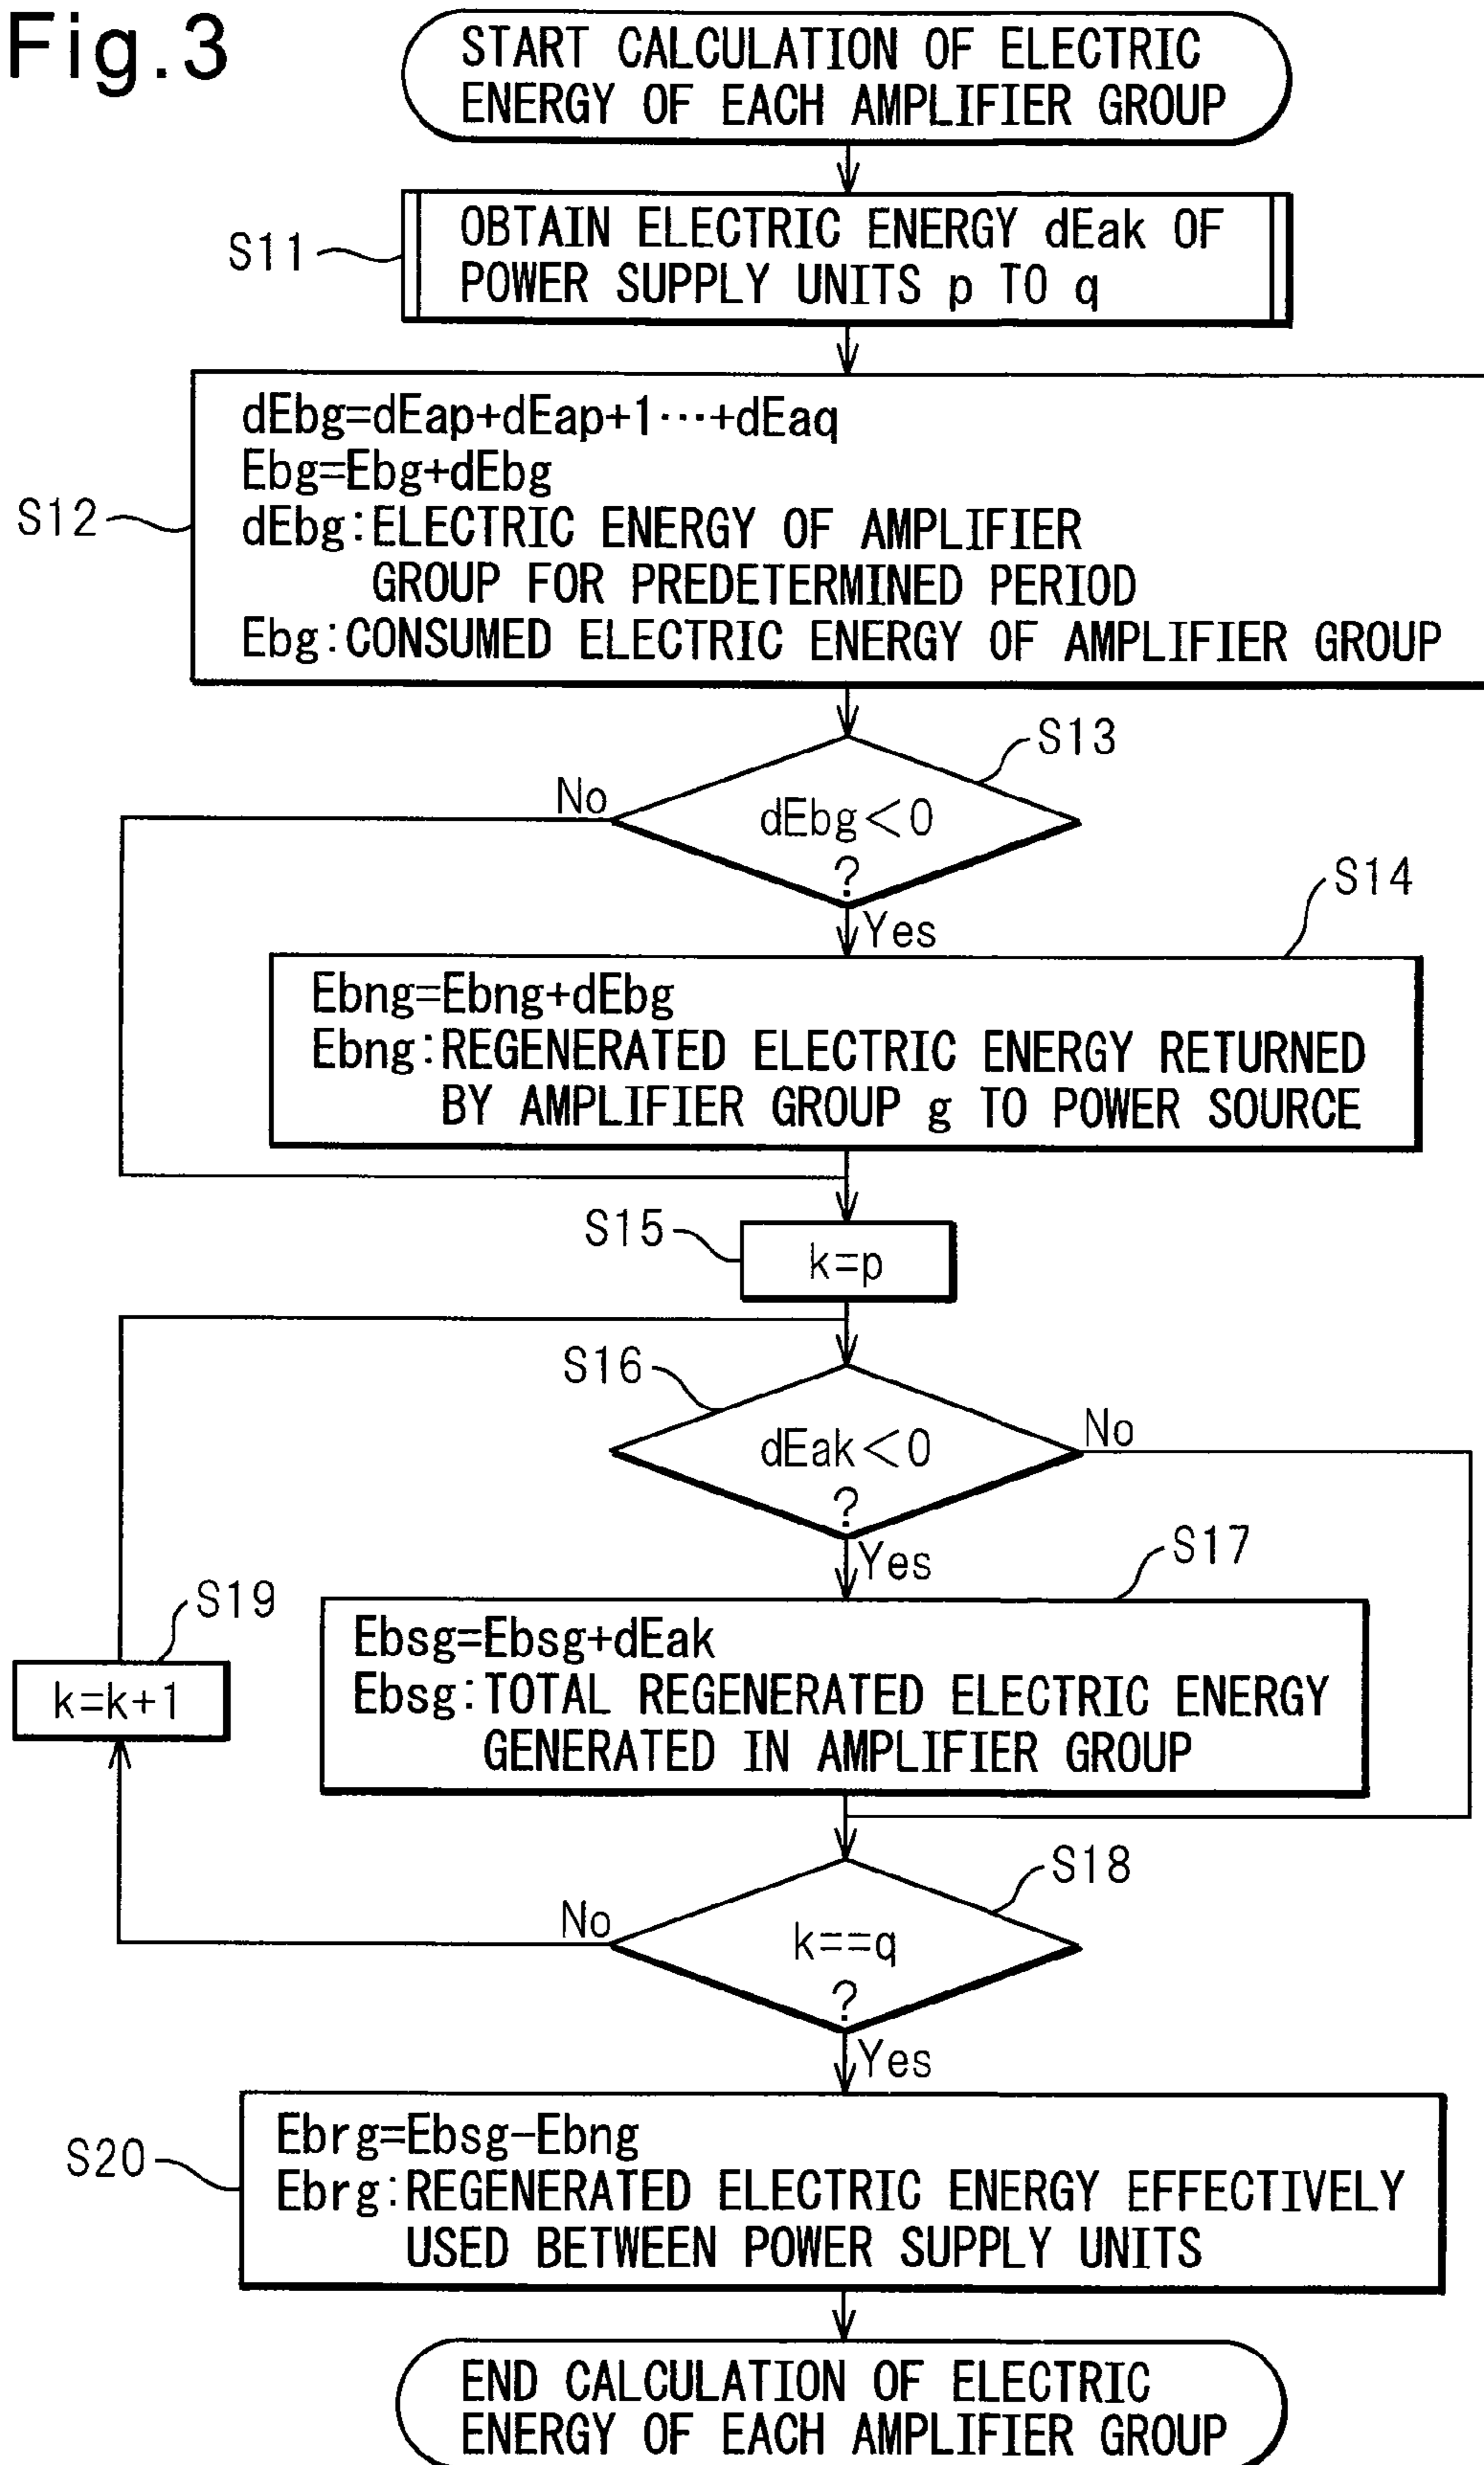 Fig.3
START CALCULATION OF ELECTRIC
ENERGY OF EACH AMPLIFIER GROUP
S11
OBTAIN ELECTRIC ENERGY dEak OF
POWER SUPPLY UNITS p TO q
S12
dEbg=dEap+dEap+1···+dEaq
Ebg=Ebg+dEbg
dEbg:ELECTRIC ENERGY OF AMPLIFIER
GROUP FOR PREDETERMINED PERIOD
Ebg:CONSUMED ELECTRIC ENERGY OF AMPLIFIER GROUP
S13
No
dEbg<0
?
Yes
S14
Ebng=Ebng+dEbg
Ebng:REGENERATED ELECTRIC ENERGY RETURNED
BY AMPLIFIER GROUP g TO POWER SOURCE
S15
k=p
S16
dEak<0
?
No
Yes
S17
Ebsg=Ebsg+dEak
Ebsg:TOTAL REGENERATED ELECTRIC ENERGY
GENERATED IN AMPLIFIER GROUP
S19
k=k+1
S18
No
k==q
?
Yes
S20
Ebrg=Ebsg-Ebng
Ebrg:REGENERATED ELECTRIC ENERGY EFFECTIVELY
USED BETWEEN POWER SUPPLY UNITS
END CALCULATION OF ELECTRIC
ENERGY OF EACH AMPLIFIER GROUP